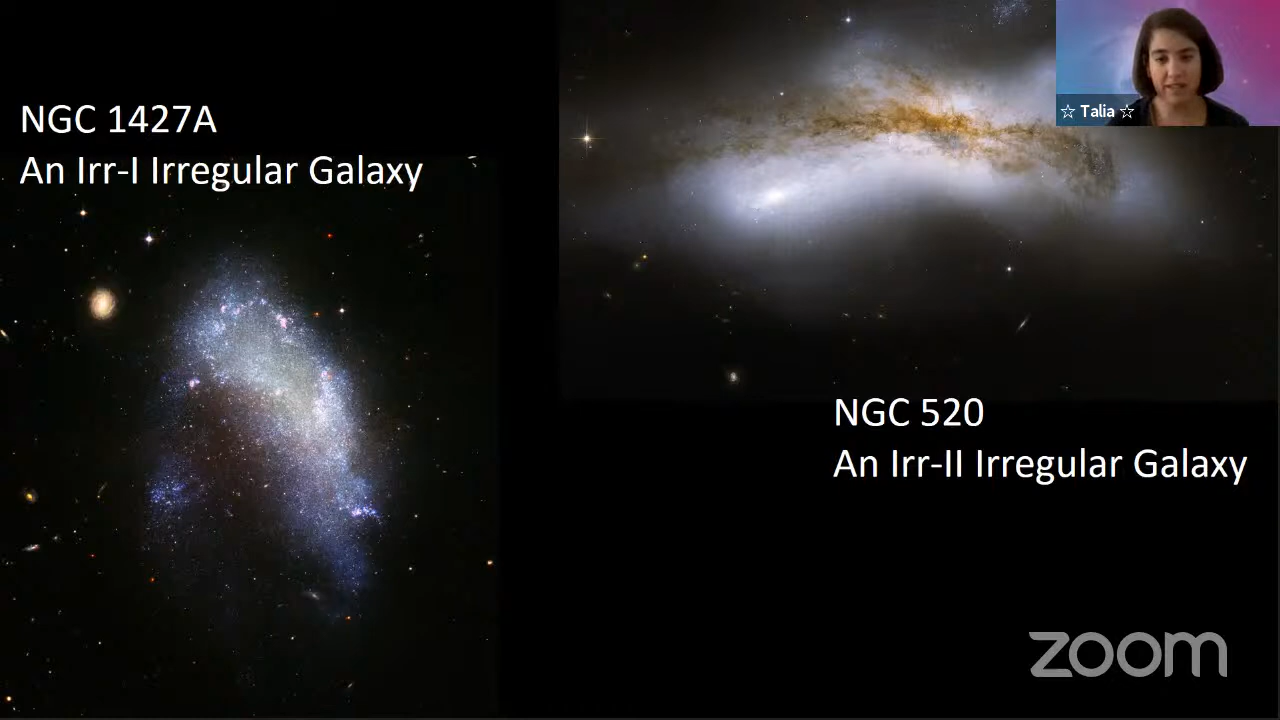 NGC 1427A
An Irr-I Irregular Galaxy
☆ Talia ☆
NGC 520
An Irr-II Irregular Galaxy
zoom